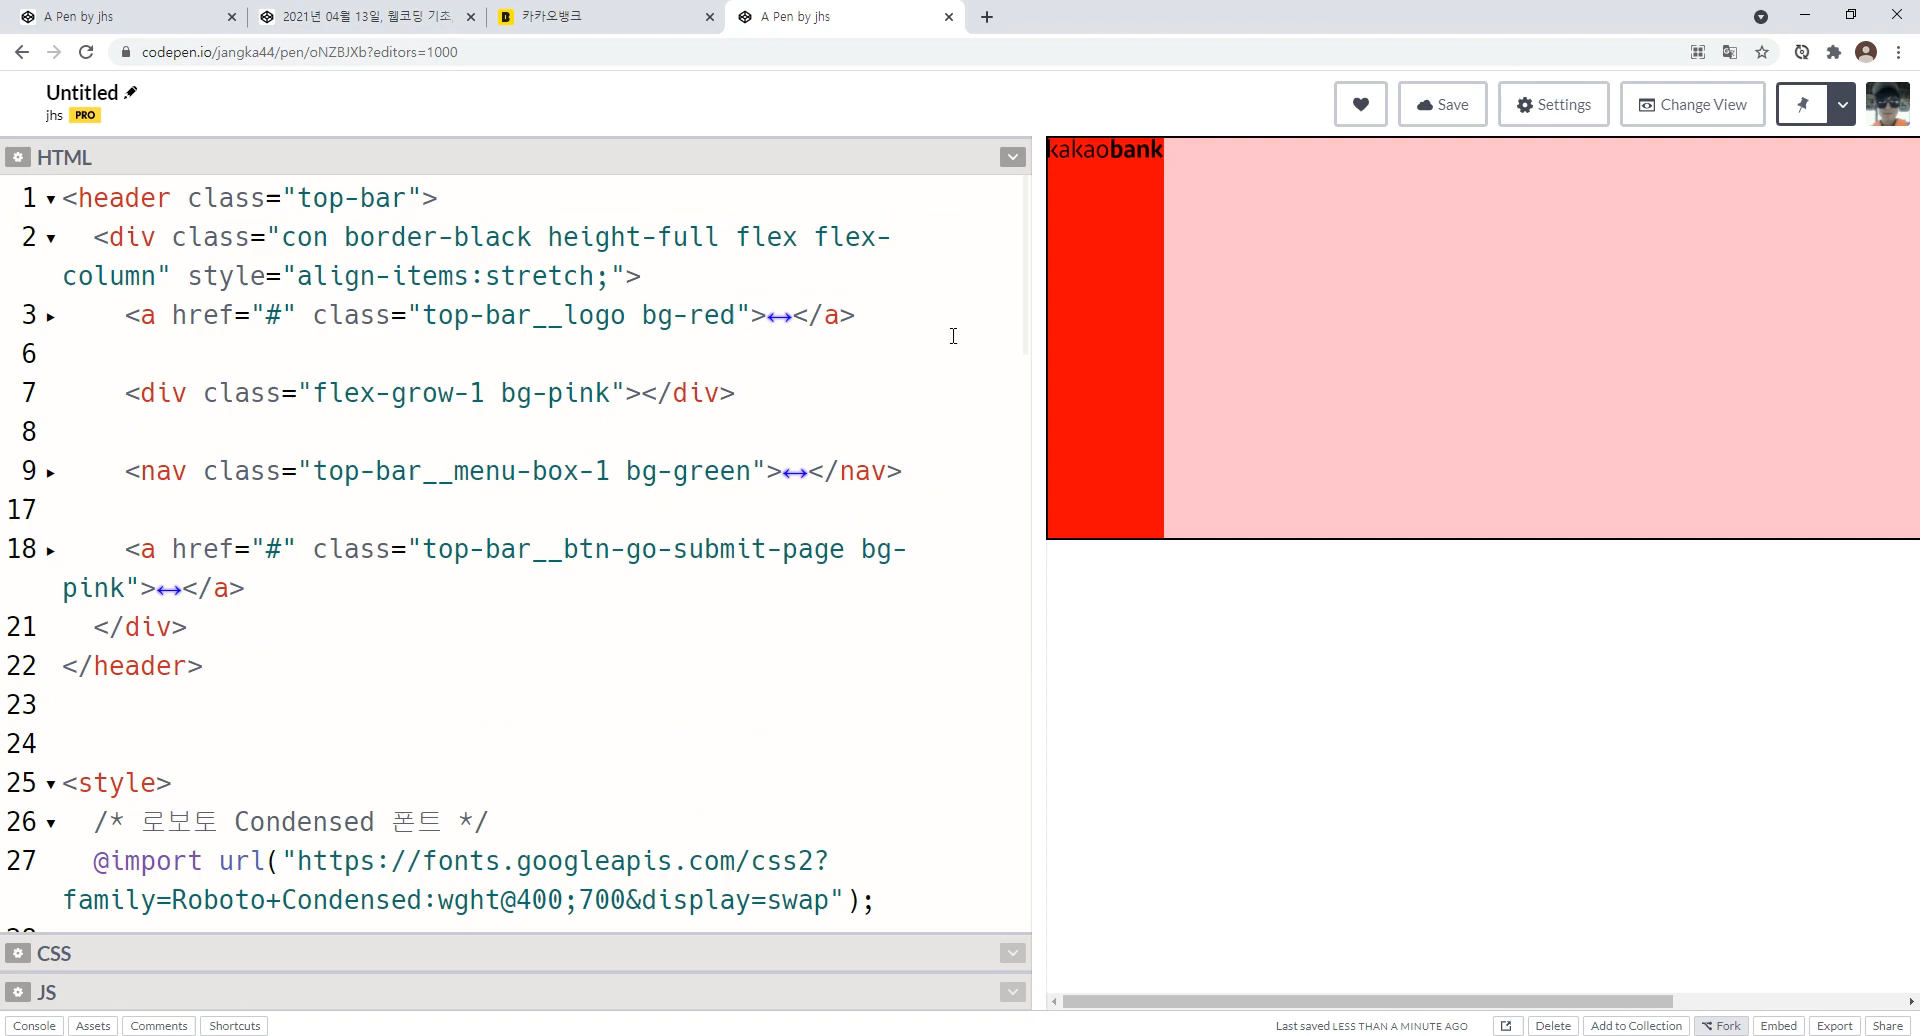 A Pen by jhs
2021년 04월 13일, 웹코딩 기초,
카카오뱅크
A Pen by jhs
codepen.io/jangka44/pen/oNZBJXb?editors=1000
Untitled
jhs PRO
Save
Settings
Change View
HTML
1 <header class="top-bar">
2 <div class="con border-black height-full flex flex-
column" style="align-items:stretch;">
3 <a href="#" class="top-bar__logo bg-red">↔</a>
6
7 <div class="flex-grow-1 bg-pink"></div>
8
9 <nav class="top-bar__menu-box-1 bg-green">↔</nav>
17
18 <a href="#" class="top-bar__btn-go-submit-page bg-
pink">↔</a>
21 </div>
22 </header>
23
24
25 <style>
26 /* 로보토 Condensed 폰트 */
27 @import url("https://fonts.googleapis.com/css2?
family=Roboto+Condensed:wght@400;700&display=swap");
kakaobank
CSS
JS
Console Assets Comments Shortcuts
Last saved LESS THAN A MINUTE AGO
Delete Add to Collection Fork Embed Export Share